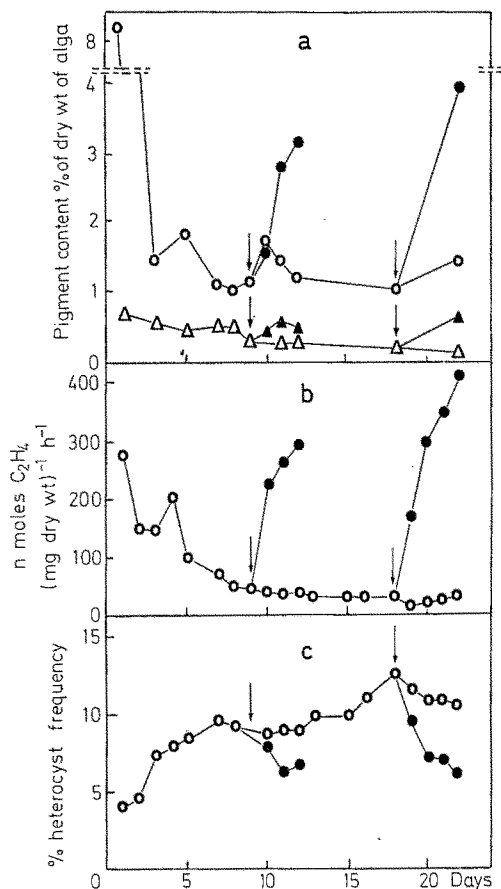 a
Pigment content % of dry wt of alga
8
4
3
2
1
0
b
n moles C₂H₄
(mg dry wt)⁻¹ h⁻¹
400
300
200
100
0
c
% heterocyst frequency
15
10
5
0
5
10
15
20
Days